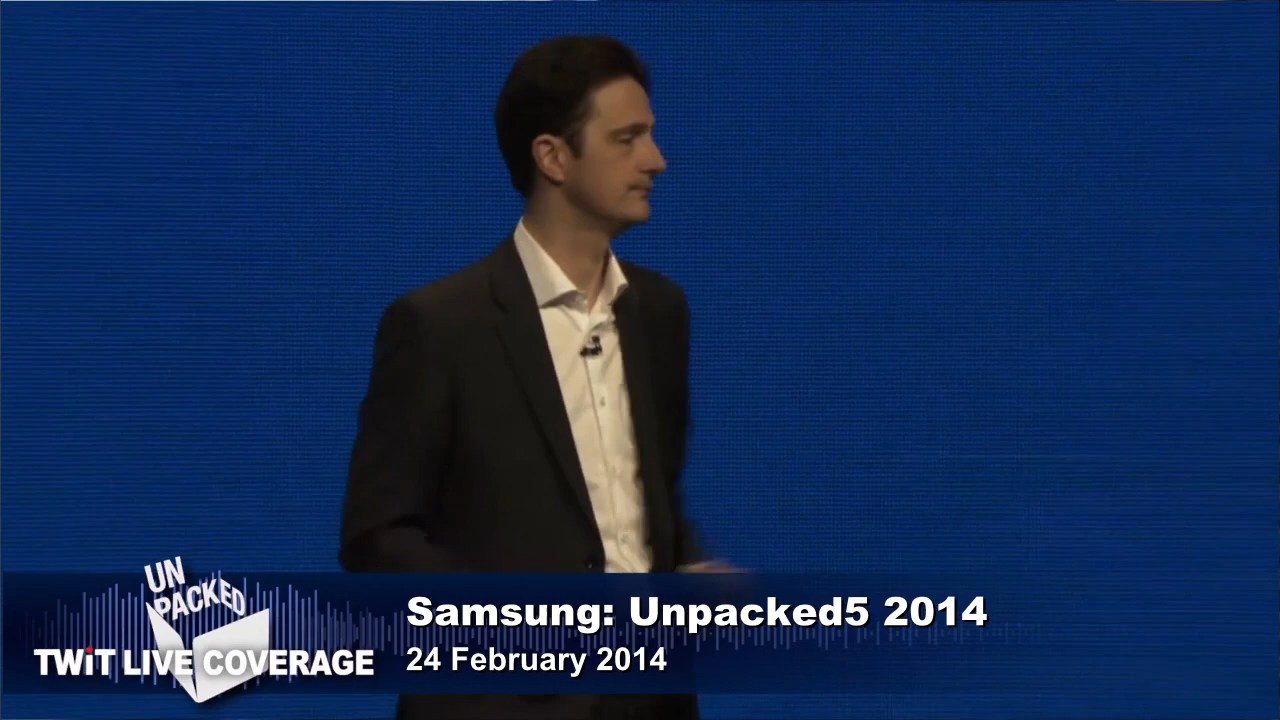 UN
PACKED
TWiT LIVE COVERAGE
Samsung: Unpacked5 2014
24 February 2014